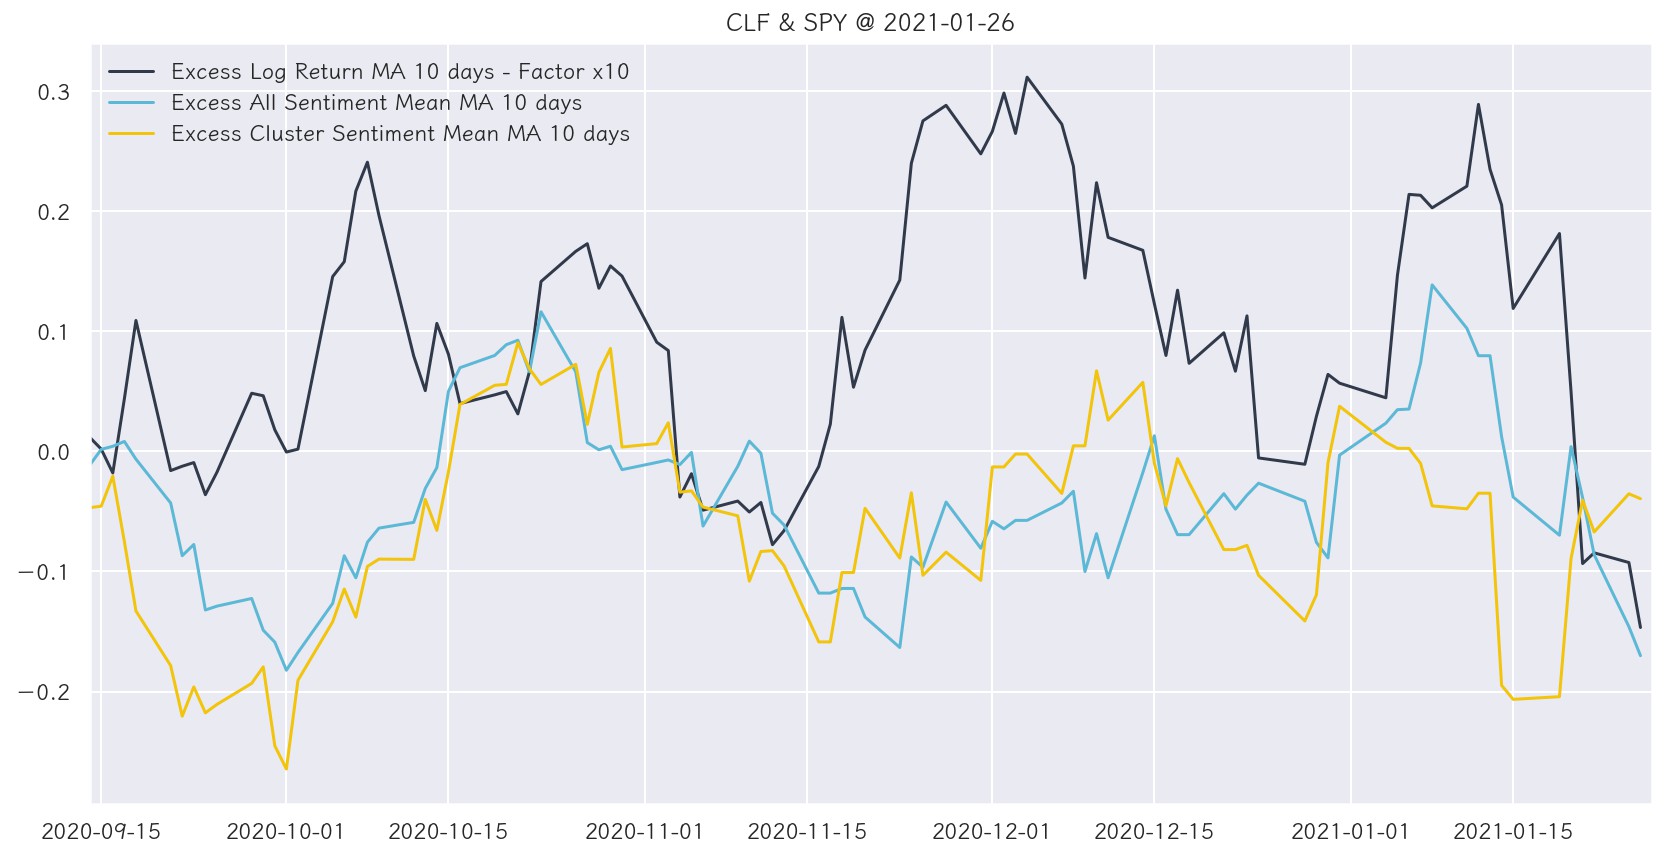 CLF & SPY @ 2021-01-26
Excess Log Return MA 10 days - Factor x10
Excess All Sentiment Mean MA 10 days
Excess Cluster Sentiment Mean MA 10 days
0.3
0.2
0.1
0.0
−0.1
−0.2
2020-09-15 2020-10-01 2020-10-15 2020-11-01 2020-11-15 2020-12-01 2020-12-15 2021-01-01 2021-01-15